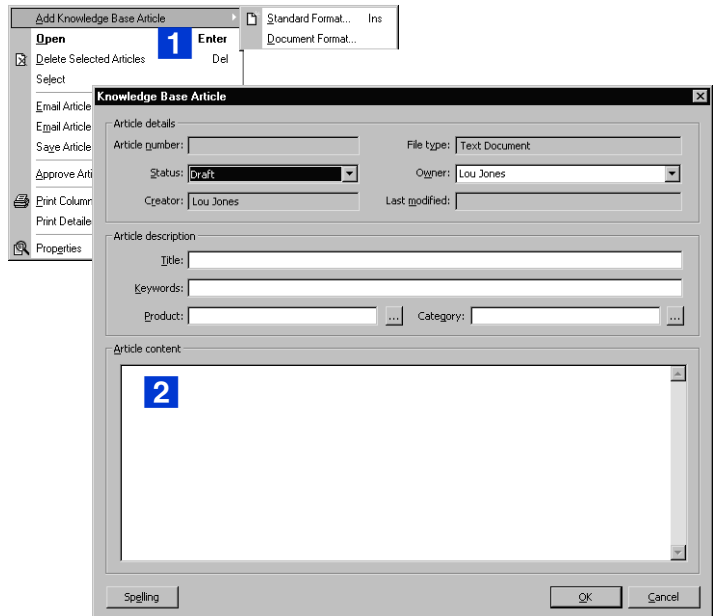 Add Knowledge Base Article
Standard Format... Ins
Document Format...
Open Enter
1
Delete Selected Articles Del
Select
Email Article
Email Article
Save Article
Approve Arti
Print Column
Print Detaile
Properties
Knowledge Base Article
Article details
Article number:
File type: Text Document
Status: Draft
Owner: Lou Jones
Creator: Lou Jones
Last modified:
Article description
Title:
Keywords:
Product: ...
Category: ...
Article content
2
Spelling
OK
Cancel